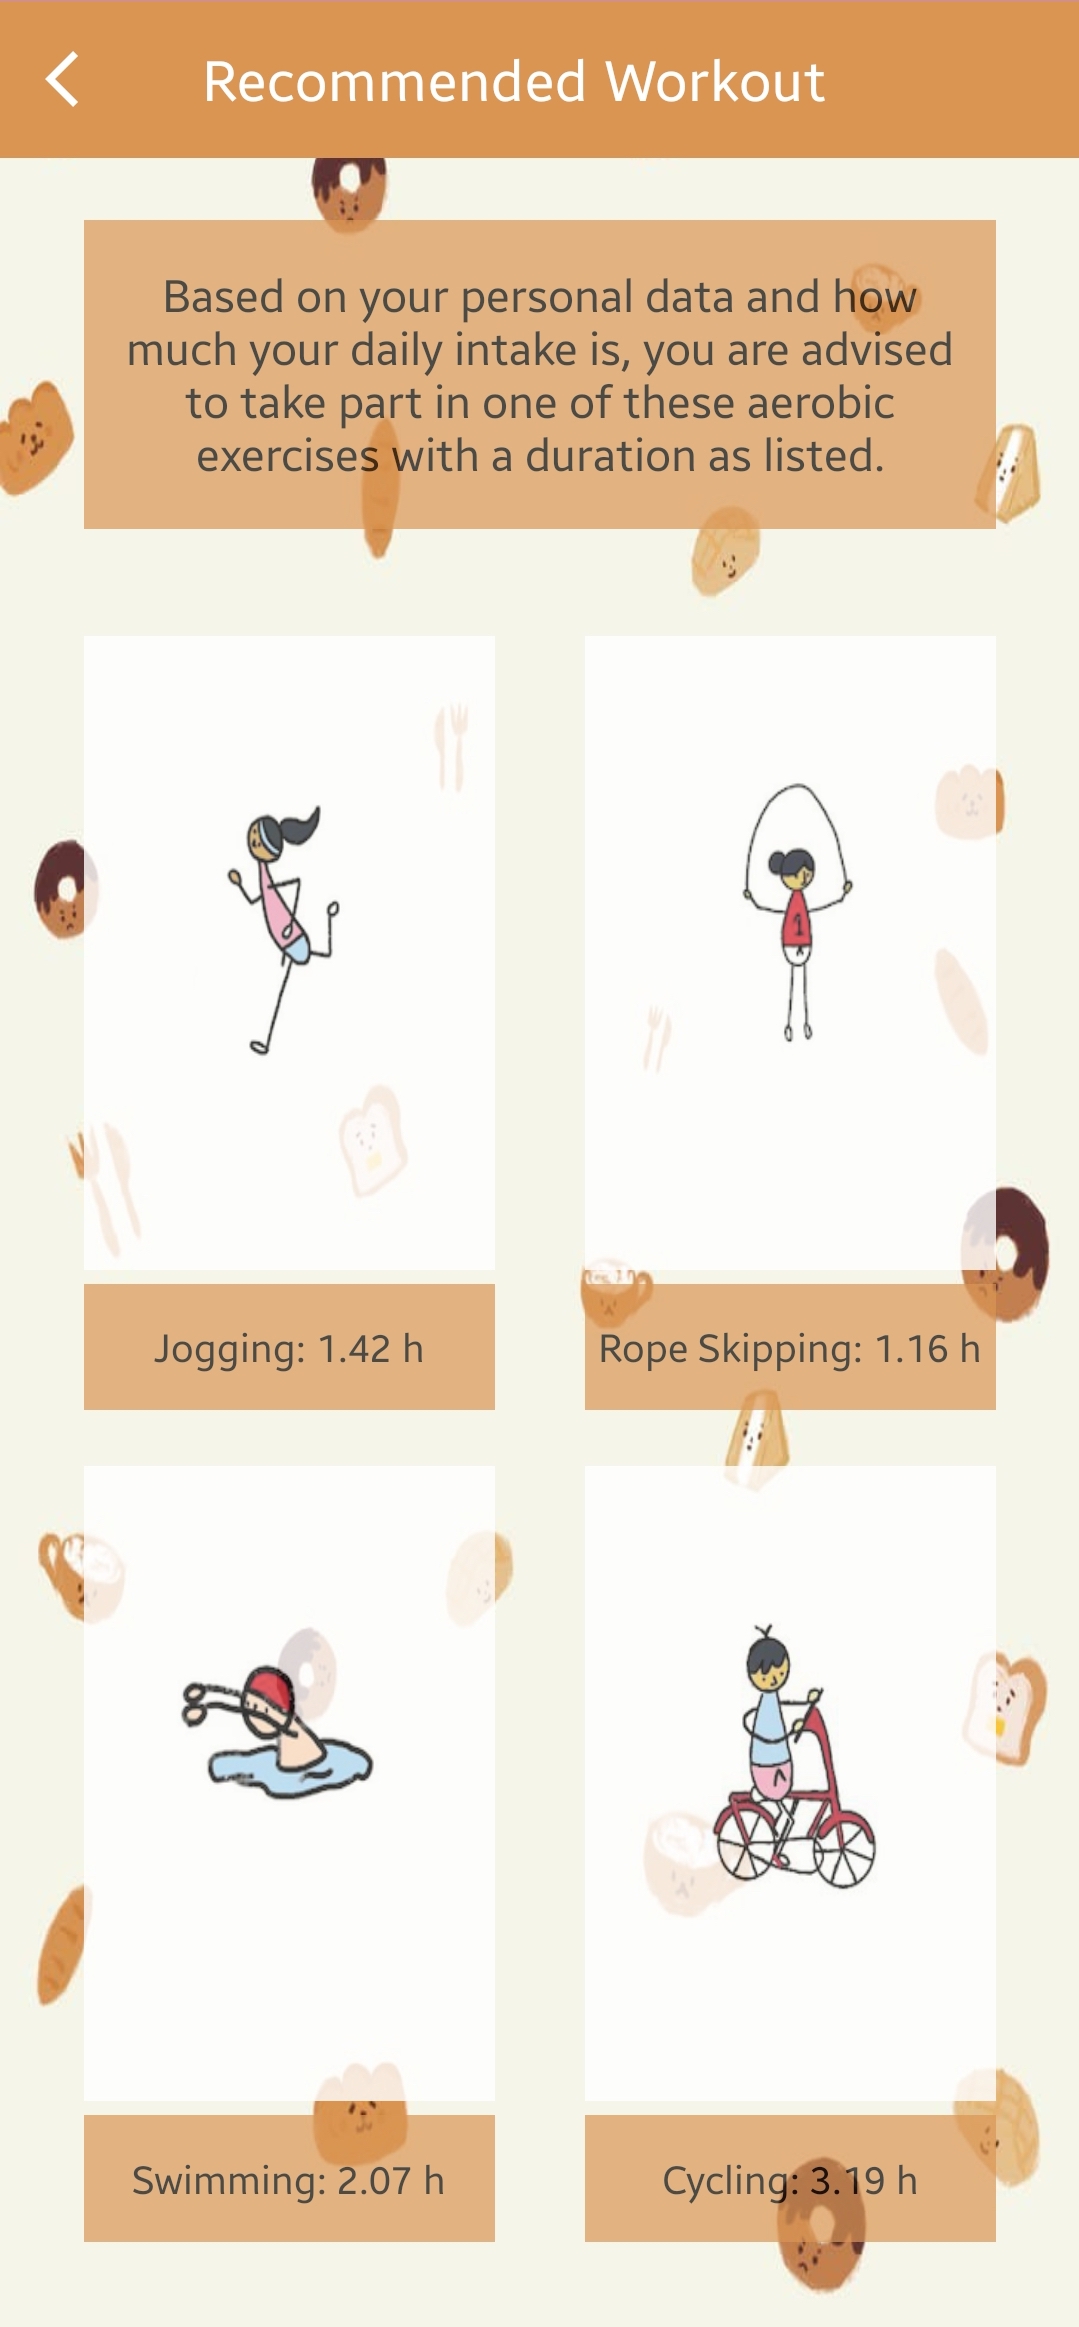 Recommended Workout
Based on your personal data and how
much your daily intake is, you are advised
to take part in one of these aerobic
exercises with a duration as listed.
1
Jogging: 1.42 h
Rope Skipping: 1.16 h
Swimming: 2.07 h
Cycling: 3.19 h